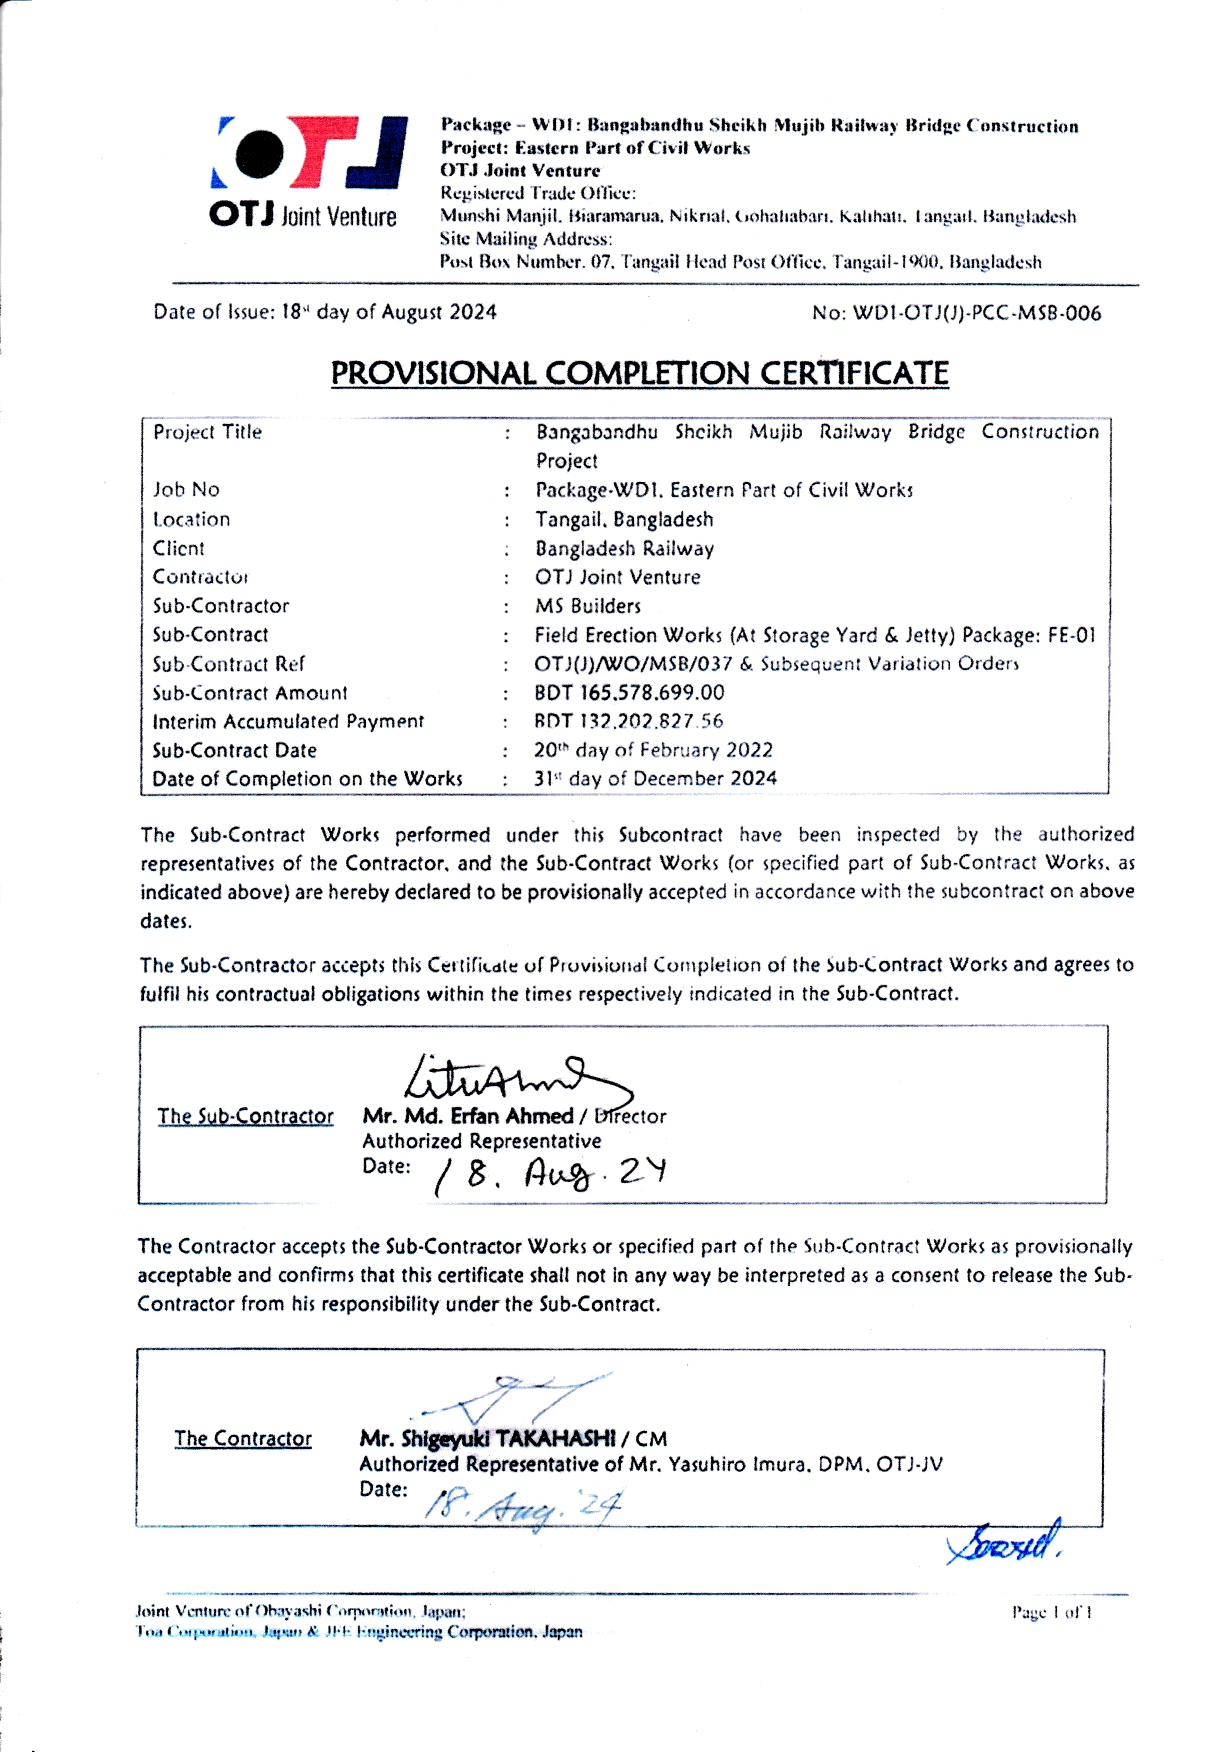 OTJ Joint Venture
Package – WD1: Bangabandhu Sheikh Mujib Railway Bridge Construction
Project: Eastern Part of Civil Works
OTJ Joint Venture
Registered Trade Office:
Munshi Manjil, Biaramarua, Nikrial, Gohaliabari, Kalihati, Tangail, Bangladesh
Site Mailing Address:
Post Box Number. 07, Tangail Head Post Office, Tangail-1900, Bangladesh
Date of Issue: 18st day of August 2024 No: WD1-OTJ(J)-PCC-MSB-006
PROVISIONAL COMPLETION CERTIFICATE
Project Title : Bangabandhu Sheikh Mujib Railway Bridge Construction
Project
Job No : Package-WD1, Eastern Part of Civil Works
Location : Tangail, Bangladesh
Client : Bangladesh Railway
Contractor : OTJ Joint Venture
Sub-Contractor : MS Builders
Sub-Contract : Field Erection Works (At Storage Yard & Jetty) Package: FE-01
Sub-Contract Ref : OTJ(J)/WO/MSB/037 & Subsequent Variation Orders
Sub-Contract Amount : BDT 165,578,699.00
Interim Accumulated Payment : BDT 132,202,827.56
Sub-Contract Date : 20th day of February 2022
Date of Completion on the Works : 31st day of December 2024
The Sub-Contract Works performed under this Subcontract have been inspected by the authorized
representatives of the Contractor, and the Sub-Contract Works (or specified part of Sub-Contract Works, as
indicated above) are hereby declared to be provisionally accepted in accordance with the subcontract on above
dates.
The Sub-Contractor accepts this Certificate of Provisional Completion of the Sub-Contract Works and agrees to
fulfil his contractual obligations within the times respectively indicated in the Sub-Contract.
The Sub-Contractor Mr. Md. Erfan Ahmed / Director
Authorized Representative
Date: 18. Aug. 24
The Contractor accepts the Sub-Contractor Works or specified part of the Sub-Contract Works as provisionally
acceptable and confirms that this certificate shall not in any way be interpreted as a consent to release the Sub-
Contractor from his responsibility under the Sub-Contract.
The Contractor Mr. Shigeyuki TAKAHASHI / CM
Authorized Representative of Mr. Yasuhiro Imura, DPM, OTJ-JV
Date: 18. Aug. '24
Joint Venture of Obayashi Corporation, Japan; Page 1 of 1
Toa Corporation, Japan & JFE Engineering Corporation, Japan